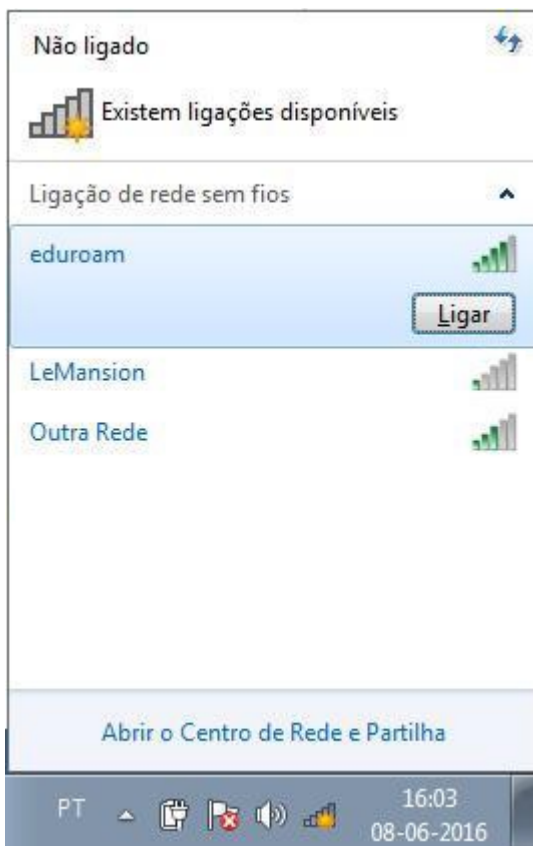 Não ligado
Existem ligações disponíveis
Ligação de rede sem fios
eduroam
Ligar
LeMansion
Outra Rede
Abrir o Centro de Rede e Partilha
PT
16:03
08-06-2016